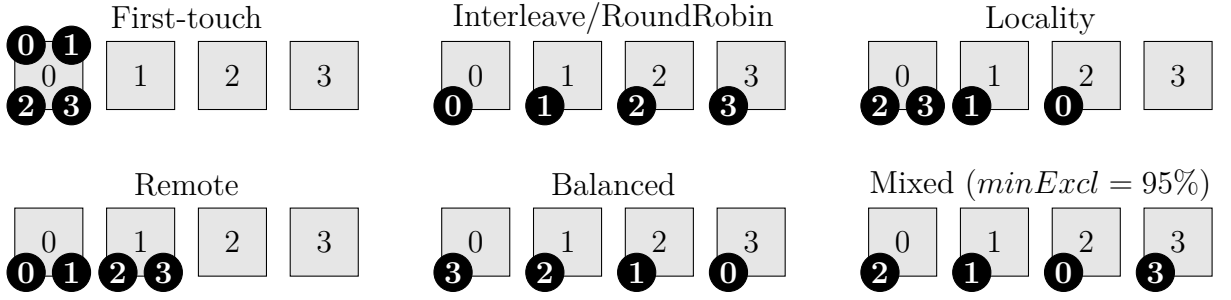 First-touch
Interleave/RoundRobin
Locality
0 1
0 1 2 3
2 3
0 1 2 3
0 1 2 3
0 1 2 3
2 3 1 0
Remote
Balanced
Mixed (minExcl = 95%)
0 1 2 3
0 1 2 3
0 1 2 3
0 1 2 3
3 2 1 0
2 1 0 3